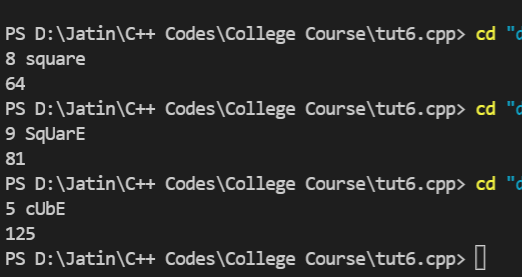 PS D:\Jatin\C++ Codes\College Course\tut6.cpp> cd "d
8 square
64
PS D:\Jatin\C++ Codes\College Course\tut6.cpp> cd "d
9 SqUarE
81
PS D:\Jatin\C++ Codes\College Course\tut6.cpp> cd "d
5 cUbE
125
PS D:\Jatin\C++ Codes\College Course\tut6.cpp>